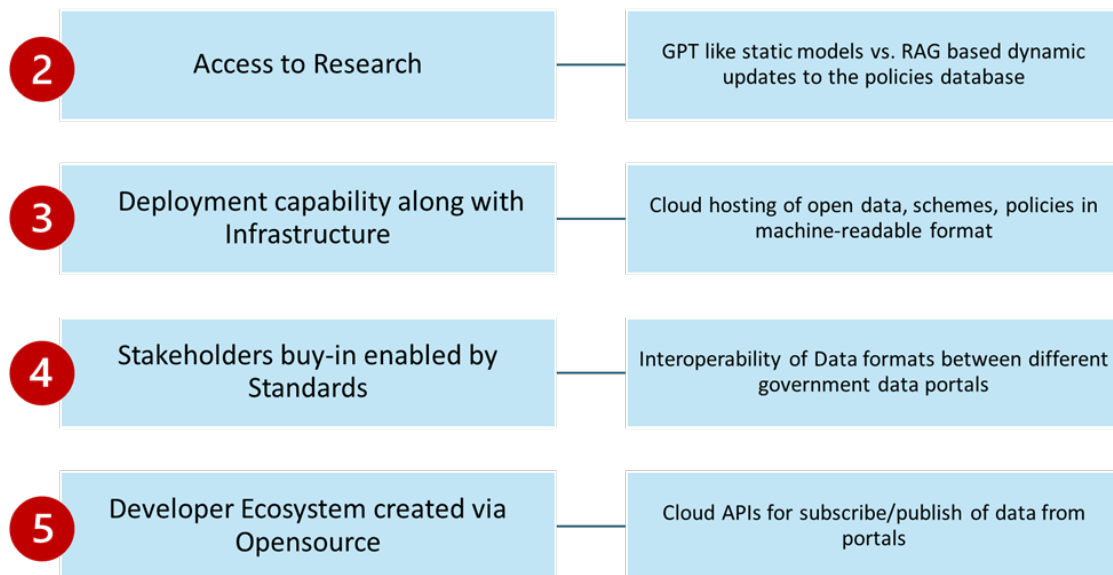 2
Access to Research
GPT like static models vs. RAG based dynamic
updates to the policies database
3
Deployment capability along with
Infrastructure
Cloud hosting of open data, schemes, policies in
machine-readable format
4
Stakeholders buy-in enabled by
Standards
Interoperability of Data formats between different
government data portals
5
Developer Ecosystem created via
Opensource
Cloud APIs for subscribe/publish of data from
portals